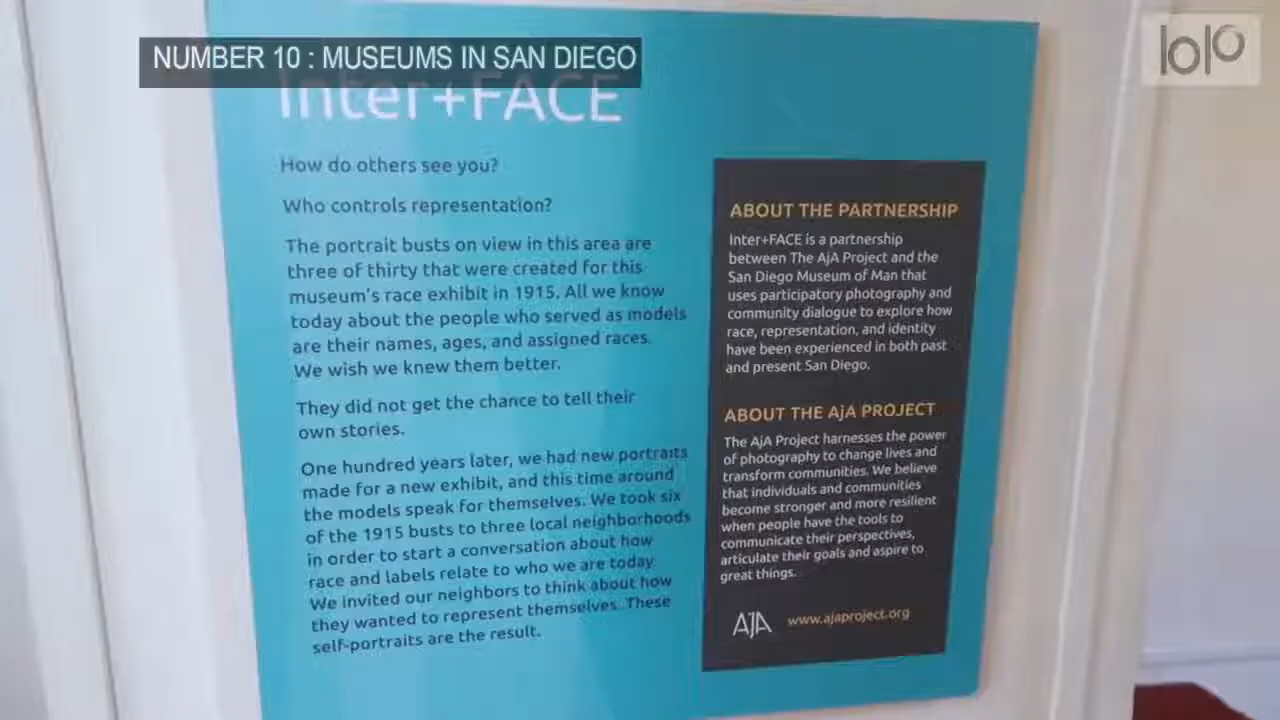 NUMBER 10 : MUSEUMS IN SAN DIEGO
lolo
Inter+FACE
How do others see you?
Who controls representation?
The portrait busts on view in this area are
three of thirty that were created for this
museum's race exhibit in 1915. All we know
today about the people who served as models
are their names, ages, and assigned races.
We wish we knew them better.
They did not get the chance to tell their
own stories.
One hundred years later, we had new portraits
made for a new exhibit, and this time around
the models speak for themselves. We took six
of the 1915 busts to three local neighborhoods
in order to start a conversation about how
race and labels relate to who we are today.
We invited our neighbors to think about how
they wanted to represent themselves. These
self-portraits are the result.
ABOUT THE PARTNERSHIP
Inter+FACE is a partnership
between The AjA Project and the
San Diego Museum of Man that
uses participatory photography and
community dialogue to explore how
race, representation, and identity
have been experienced in both past
and present San Diego.
ABOUT THE AjA PROJECT
The AjA Project harnesses the power
of photography to change lives and
transform communities. We believe
that individuals and communities
become stronger and more resilient
when people have the tools to
communicate their perspectives,
articulate their goals and aspire to
great things.
AJA www.ajaproject.org